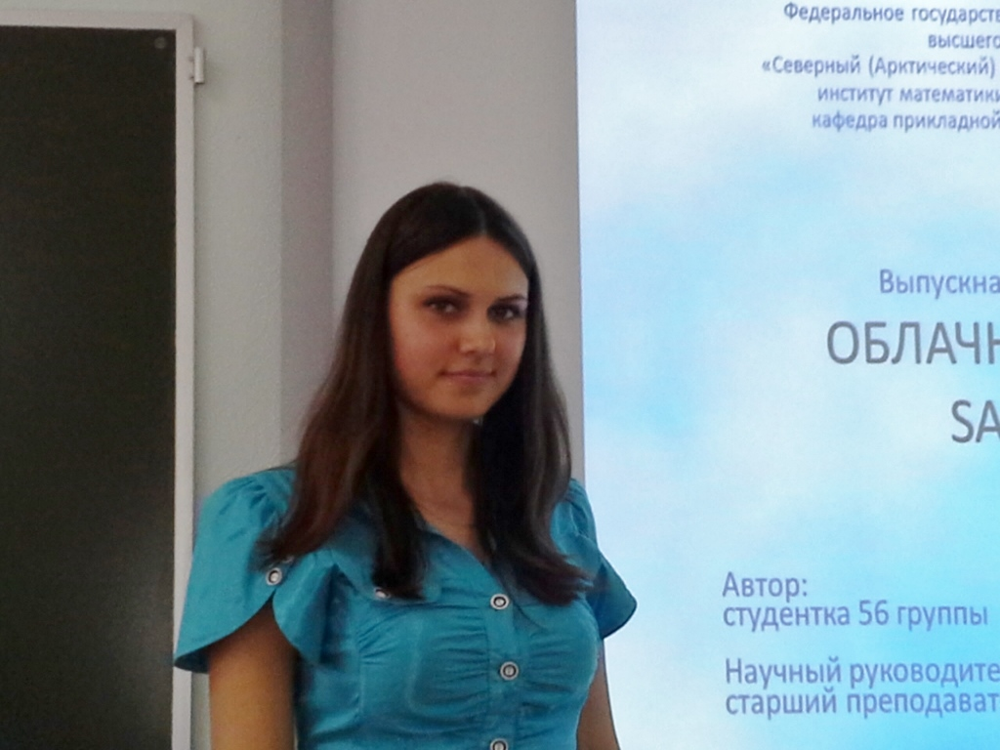 Федеральное государств
высшего
«Северный (Арктический)
институт математики
кафедра прикладной
Выпускна
ОБЛАЧН
SA
Автор:
студентка 56 группы
Научный руководите
старший преподават